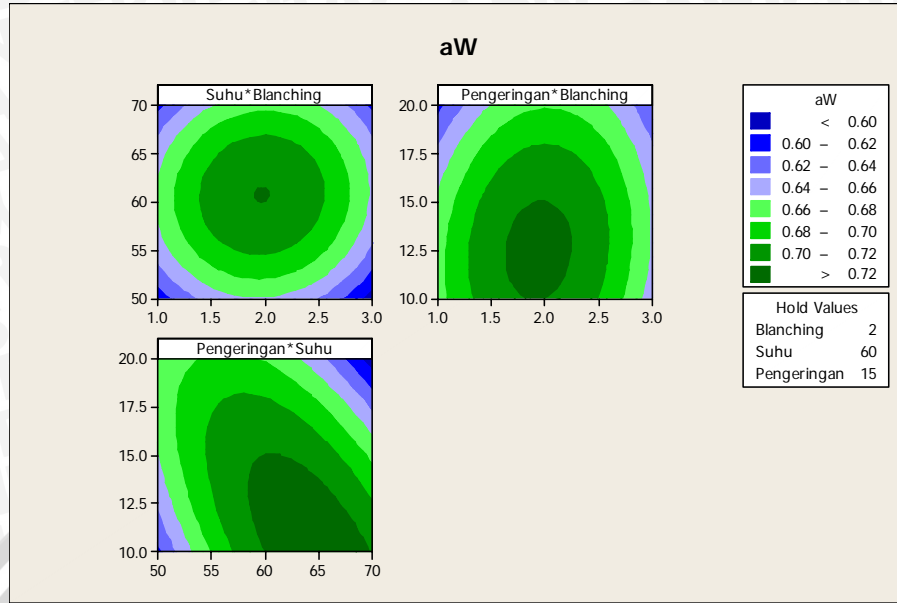 aW
Suhu*Blanching
70
65
60
55
50
1.0 1.5 2.0 2.5 3.0
Pengeringan*Blanching
20.0
17.5
15.0
12.5
10.0
1.0 1.5 2.0 2.5 3.0
Pengeringan*Suhu
20.0
17.5
15.0
12.5
10.0
50 55 60 65 70
aW
< 0.60
0.60 – 0.62
0.62 – 0.64
0.64 – 0.66
0.66 – 0.68
0.68 – 0.70
0.70 – 0.72
> 0.72
Hold Values
Blanching 2
Suhu 60
Pengeringan 15